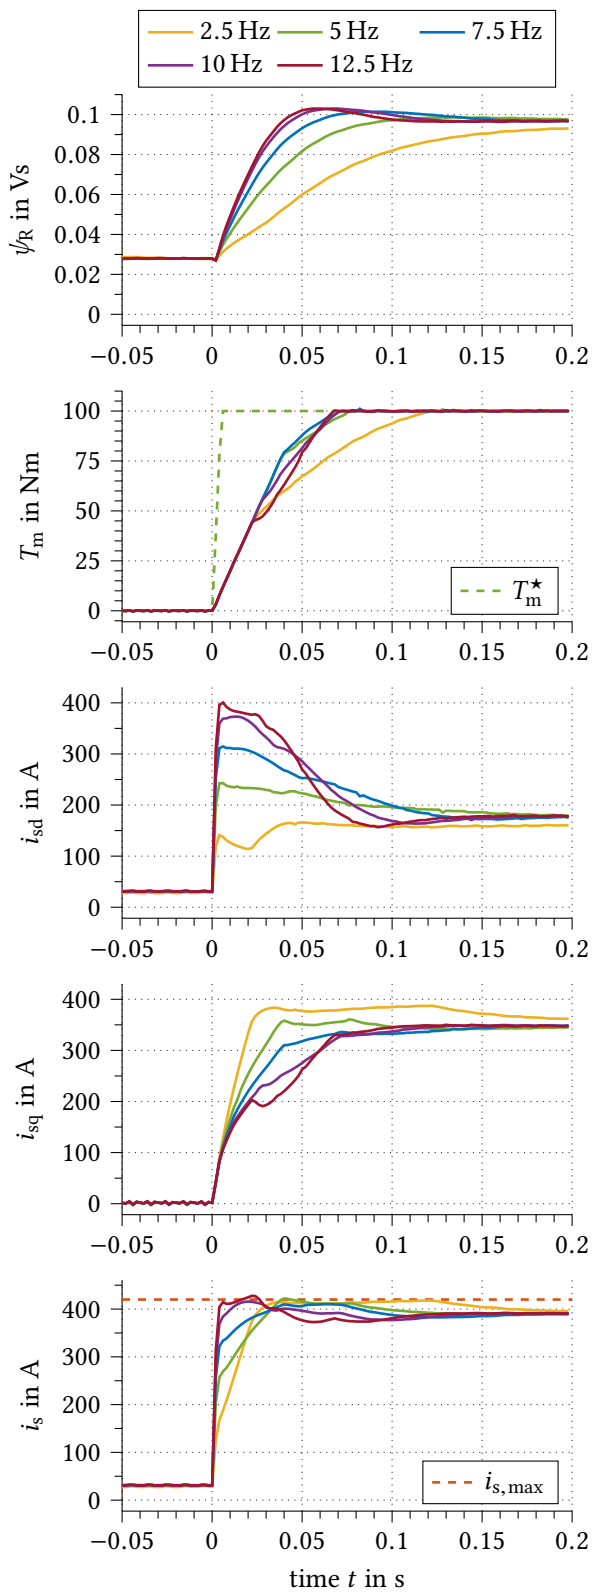 2.5 Hz 5 Hz 7.5 Hz
10 Hz 12.5 Hz
0.1
0.08
0.06
0.04
0.02
0
ψR in Vs
−0.05 0 0.05 0.1 0.15 0.2
100
75
50
25
0
Tm in Nm
Tm★
−0.05 0 0.05 0.1 0.15 0.2
400
300
200
100
0
isd in A
−0.05 0 0.05 0.1 0.15 0.2
400
300
200
100
0
isq in A
−0.05 0 0.05 0.1 0.15 0.2
400
300
200
100
0
is in A
is,max
−0.05 0 0.05 0.1 0.15 0.2
time t in s